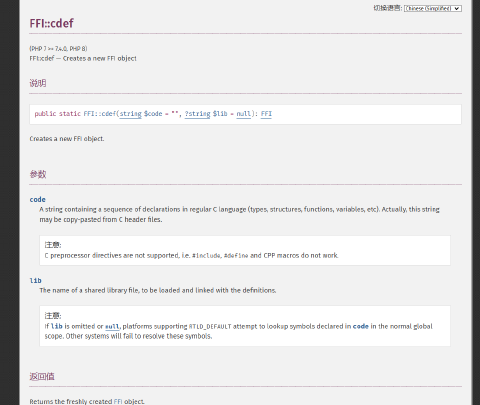 切换语言: Chinese (Simplified)
FFI::cdef
(PHP 7 >= 7.4.0, PHP 8)
FFI::cdef — Creates a new FFI object
说明
public static FFI::cdef(string $code = "", ?string $lib = null): FFI
Creates a new FFI object.
参数
code
A string containing a sequence of declarations in regular C language (types, structures, functions, variables, etc). Actually, this string
may be copy-pasted from C header files.
注意:
C preprocessor directives are not supported, i.e. #include, #define and CPP macros do not work.
lib
The name of a shared library file, to be loaded and linked with the definitions.
注意:
If lib is omitted or null, platforms supporting RTLD_DEFAULT attempt to lookup symbols declared in code in the normal global
scope. Other systems will fail to resolve these symbols.
返回值
Returns the freshly created FFI object.